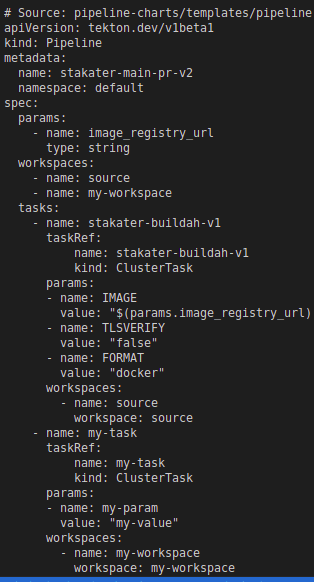 # Source: pipeline-charts/templates/pipeline
apiVersion: tekton.dev/v1beta1
kind: Pipeline
metadata:
  name: stakater-main-pr-v2
  namespace: default
spec:
  params:
    - name: image_registry_url
      type: string
  workspaces:
    - name: source
    - name: my-workspace
  tasks:
    - name: stakater-buildah-v1
      taskRef:
          name: stakater-buildah-v1
          kind: ClusterTask
      params:
      - name: IMAGE
        value: "$(params.image_registry_url)
      - name: TLSVERIFY
        value: "false"
      - name: FORMAT
        value: "docker"
      workspaces:
        - name: source
          workspace: source
    - name: my-task
      taskRef:
          name: my-task
          kind: ClusterTask
      params:
      - name: my-param
        value: "my-value"
      workspaces:
        - name: my-workspace
          workspace: my-workspace